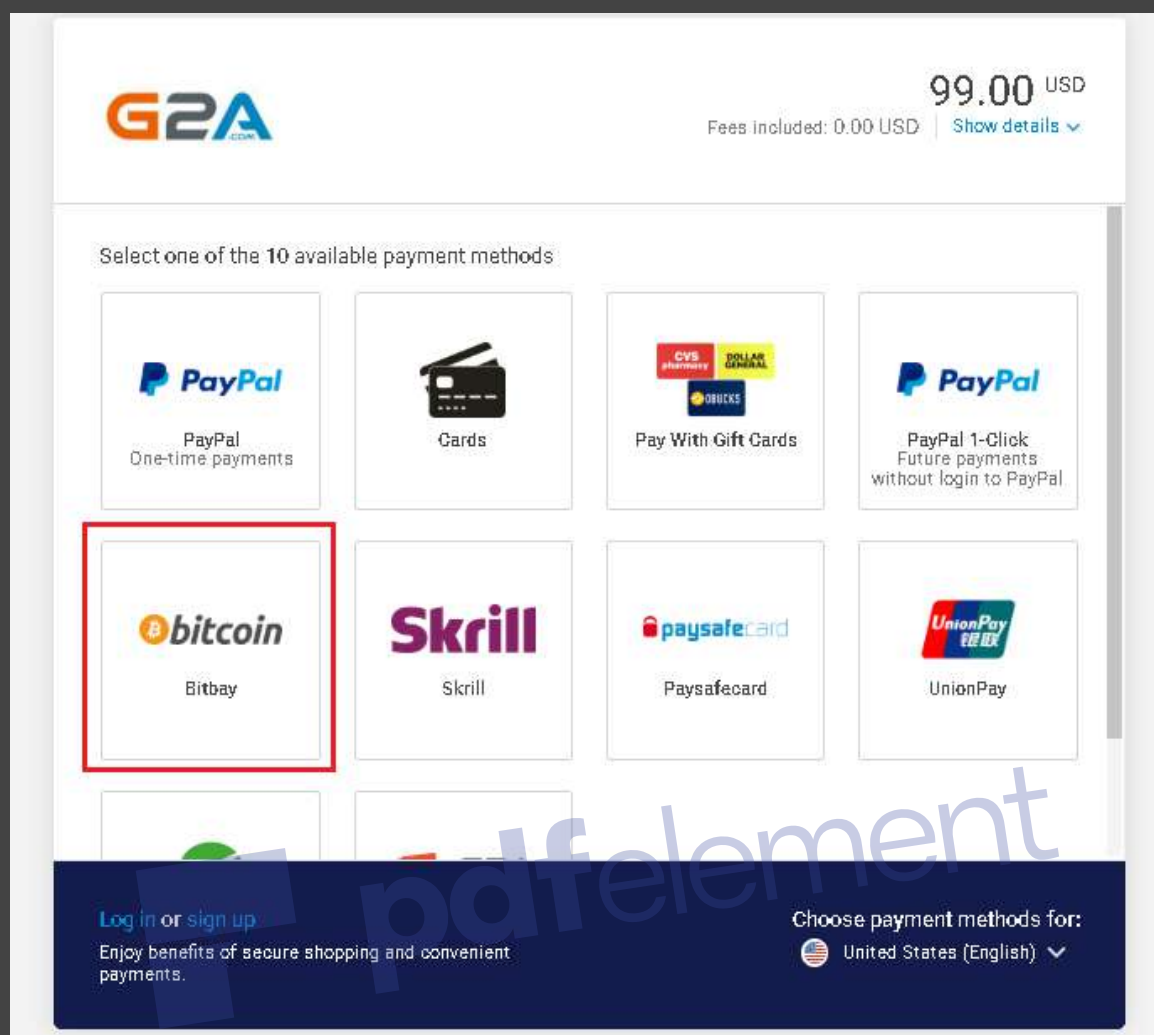 G2A
.COM
99.00 USD
Fees included: 0.00 USD
Show details
Select one of the 10 available payment methods
PayPal
PayPal
One-time payments
Cards
CVS
pharmacy
DOLLAR
GENERAL
OBUCKS
Pay With Gift Cards
PayPal
PayPal 1-Click
Future payments
without login to PayPal
bitcoin
Bitbay
Skrill
Skrill
paysafecard
Paysafecard
UnionPay
银联
UnionPay
pdfelement
Log in or sign up
Enjoy benefits of secure shopping and convenient
payments.
Choose payment methods for:
United States (English)